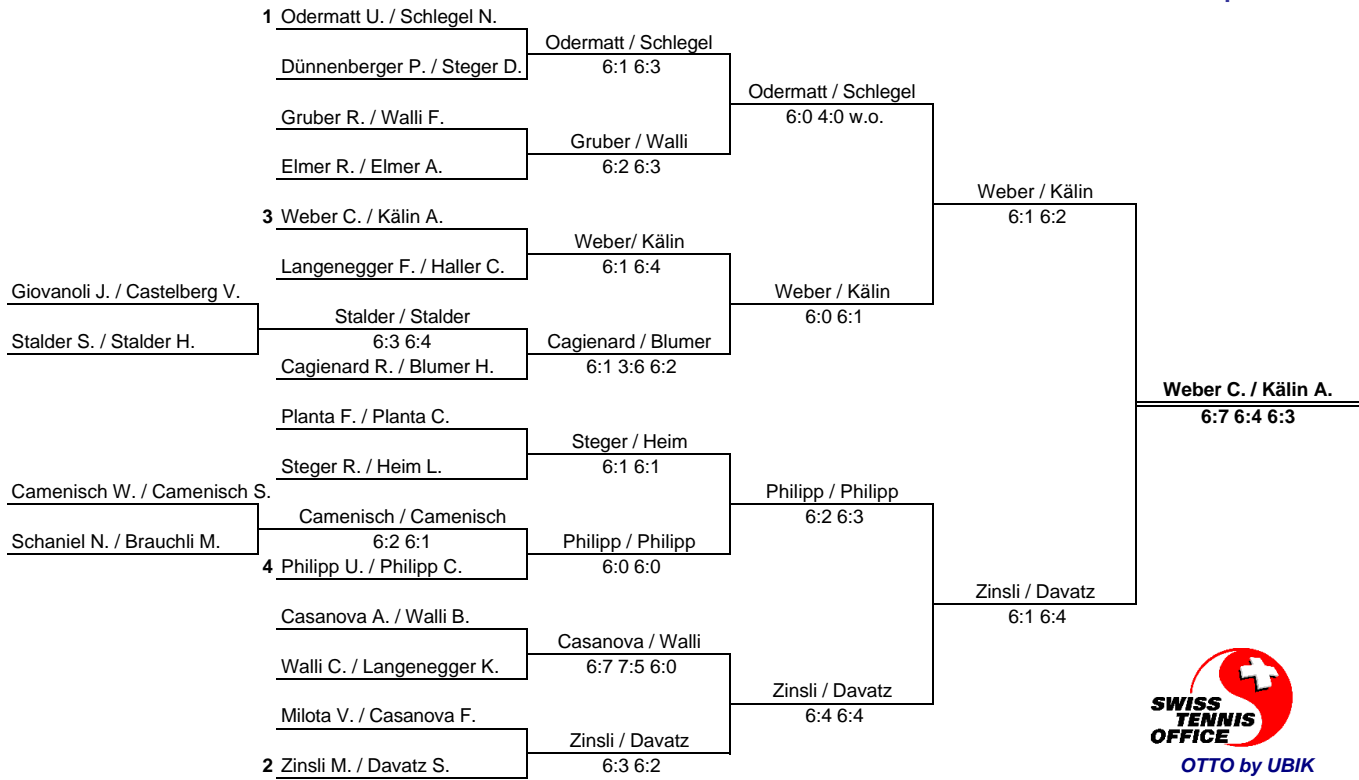 1 Odermatt U. / Schlegel N.
Odermatt / Schlegel
Dünnenberger P. / Steger D.
6:1 6:3
Odermatt / Schlegel
Gruber R. / Walli F.
6:0 4:0 w.o.
Gruber / Walli
Elmer R. / Elmer A.
6:2 6:3
Weber / Kälin
3 Weber C. / Kälin A.
6:1 6:2
Weber/ Kälin
Langenegger F. / Haller C.
6:1 6:4
Giovanoli J. / Castelberg V.
Weber / Kälin
Stalder / Stalder
6:0 6:1
Stalder S. / Stalder H.
6:3 6:4
Cagienard / Blumer
Cagienard R. / Blumer H.
6:1 3:6 6:2
Weber C. / Kälin A.
Planta F. / Planta C.
6:7 6:4 6:3
Steger / Heim
Steger R. / Heim L.
6:1 6:1
Camenisch W. / Camenisch S.
Philipp / Philipp
Camenisch / Camenisch
6:2 6:3
Schaniel N. / Brauchli M.
6:2 6:1
Philipp / Philipp
4 Philipp U. / Philipp C.
6:0 6:0
Zinsli / Davatz
Casanova A. / Walli B.
6:1 6:4
Casanova / Walli
Walli C. / Langenegger K.
6:7 7:5 6:0
Zinsli / Davatz
Milota V. / Casanova F.
6:4 6:4
Zinsli / Davatz
2 Zinsli M. / Davatz S.
6:3 6:2
SWISS
TENNIS
OFFICE
OTTO by UBIK